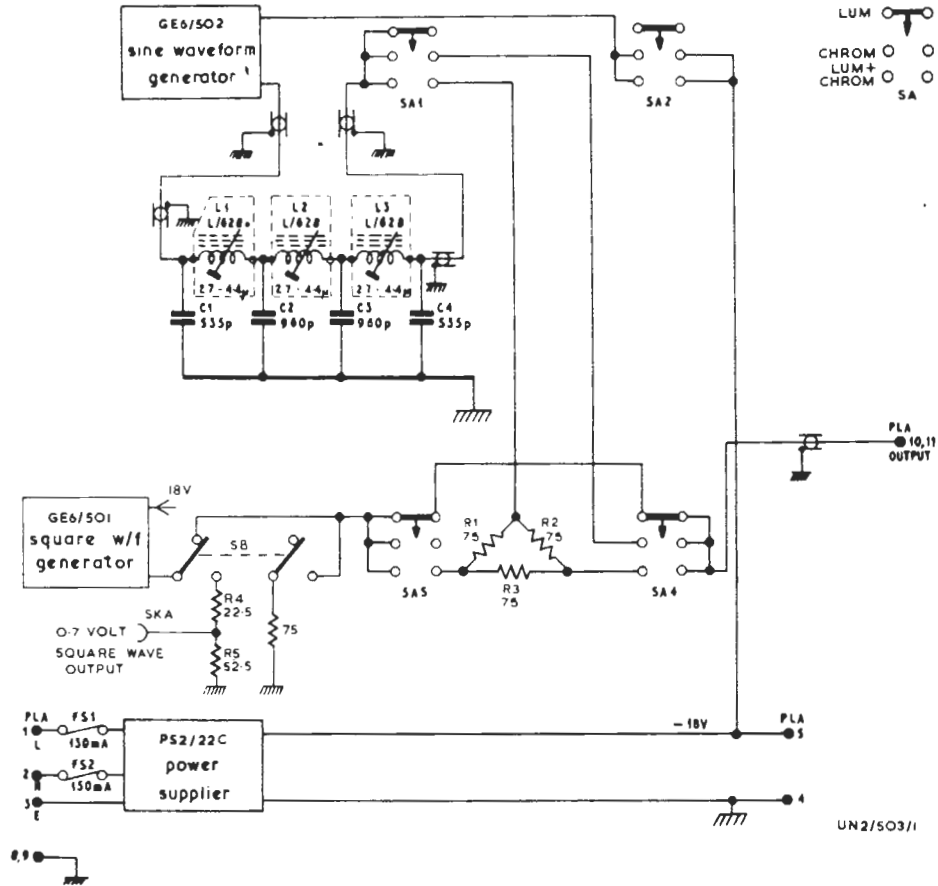 GE6/502
sine waveform
generator
SA1
SA2
LUM
CHROM
LUM+
CHROM
SA
L1
L/628
27-44µ
L2
L/628
27-44µ
L3
L/628
27-44µ
C1
535p
C2
960p
C3
960p
C4
535p
PLA
10,11
OUTPUT
18V
GE6/501
square w/f
generator
SB
SKA
0·7 VOLT
SQUARE WAVE
OUTPUT
R4
22·5
R5
52·5
75
SA5
R1
75
R2
75
R3
75
SA4
PLA
1
L
FS1
150mA
2
N
FS2
150mA
3
E
PS2/22C
power
supplier
-18V
PLA
5
4
8,9
UN2/503/1